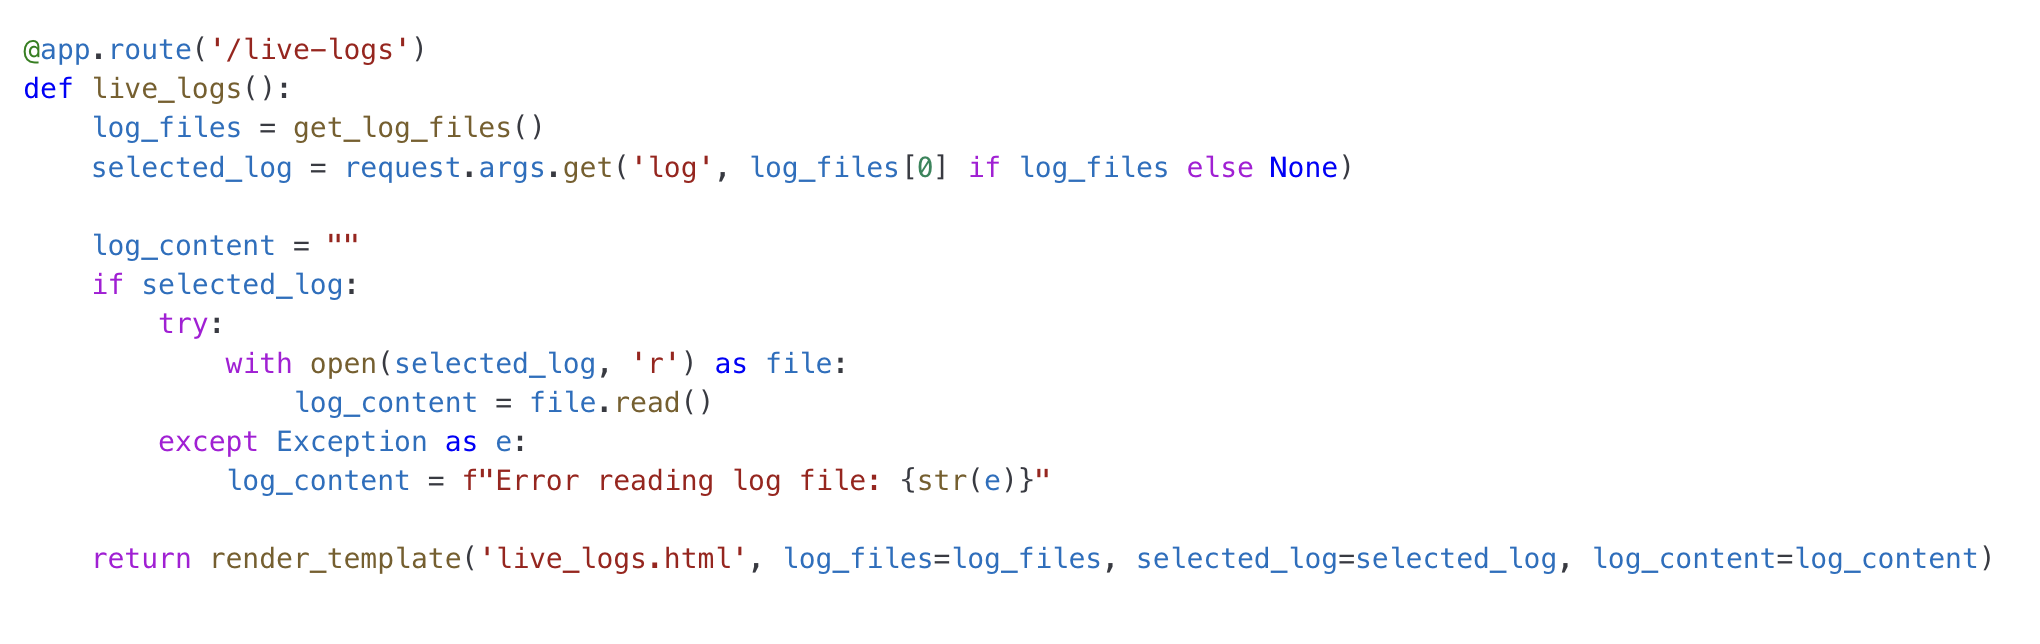 @app.route('/live-logs')
def live_logs():
    log_files = get_log_files()
    selected_log = request.args.get('log', log_files[0] if log_files else None)

    log_content = ""
    if selected_log:
        try:
            with open(selected_log, 'r') as file:
                log_content = file.read()
        except Exception as e:
            log_content = f"Error reading log file: {str(e)}"

    return render_template('live_logs.html', log_files=log_files, selected_log=selected_log, log_content=log_content)